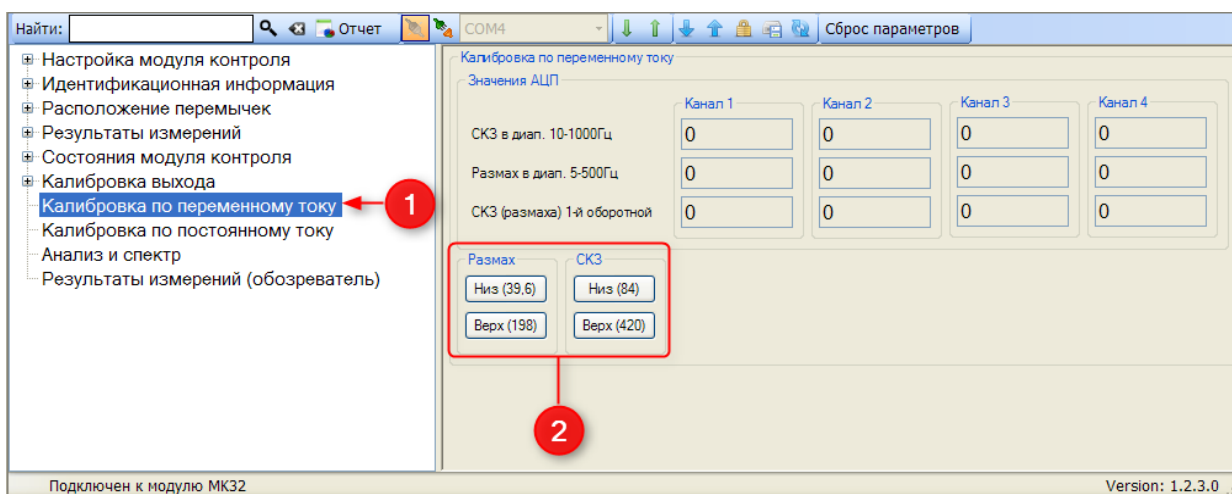 Найти: Отчет COM4 Сброс параметров
Настройка модуля контроля
Идентификационная информация
Расположение перемычек
Результаты измерений
Состояния модуля контроля
Калибровка выхода
Калибровка по переменному току
Калибровка по постоянному току
Анализ и спектр
Результаты измерений (обозреватель)
1
Калибровка по переменному току
Значения АЦП
Канал 1 Канал 2 Канал 3 Канал 4
СКЗ в диап. 10-1000Гц 0 0 0 0
Размах в диап. 5-500Гц 0 0 0 0
СКЗ (размаха) 1-й оборотной 0 0 0 0
Размах СКЗ
Низ (39,6) Низ (84)
Верх (198) Верх (420)
2
Подключен к модулю МК32 Version: 1.2.3.0